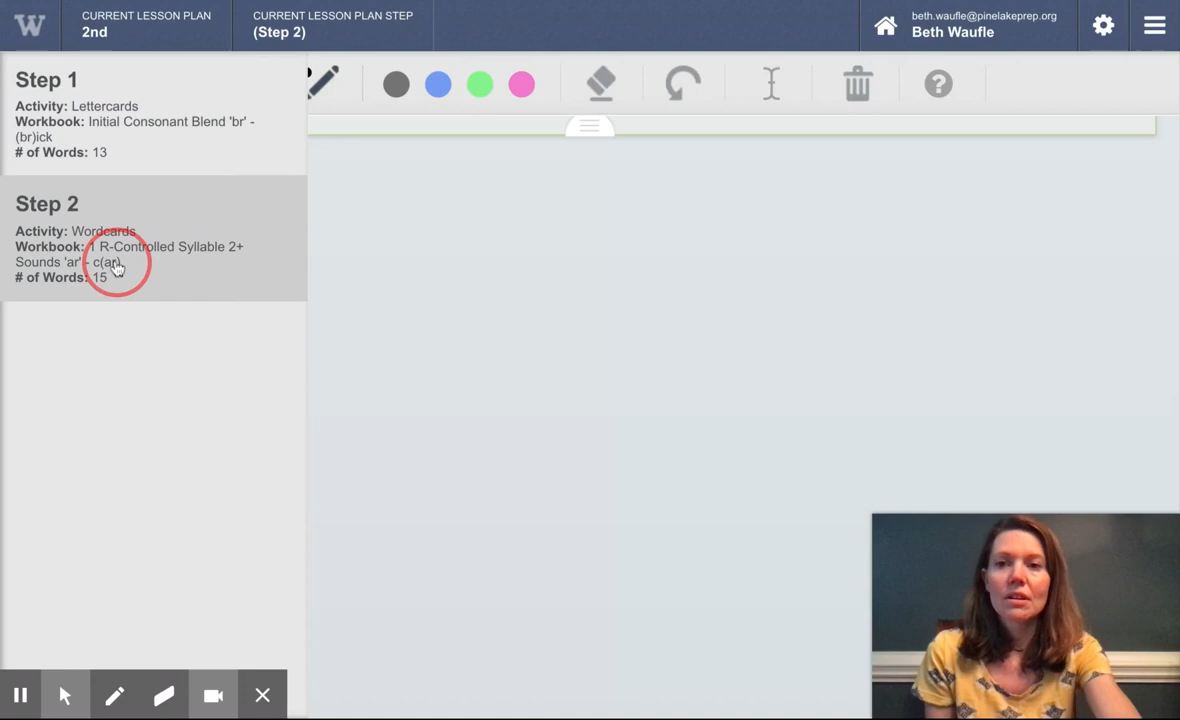 W
CURRENT LESSON PLAN
2nd
CURRENT LESSON PLAN STEP
(Step 2)
beth.waufle@pinelakeprep.org
Beth Waufle
Step 1
Activity: Lettercards
Workbook: Initial Consonant Blend 'br' -
(br)ick
# of Words: 13
?
Step 2
Activity: Wordcards
Workbook: 1 R-Controlled Syllable 2+
Sounds 'ar' - c(ar)
# of Words: 15